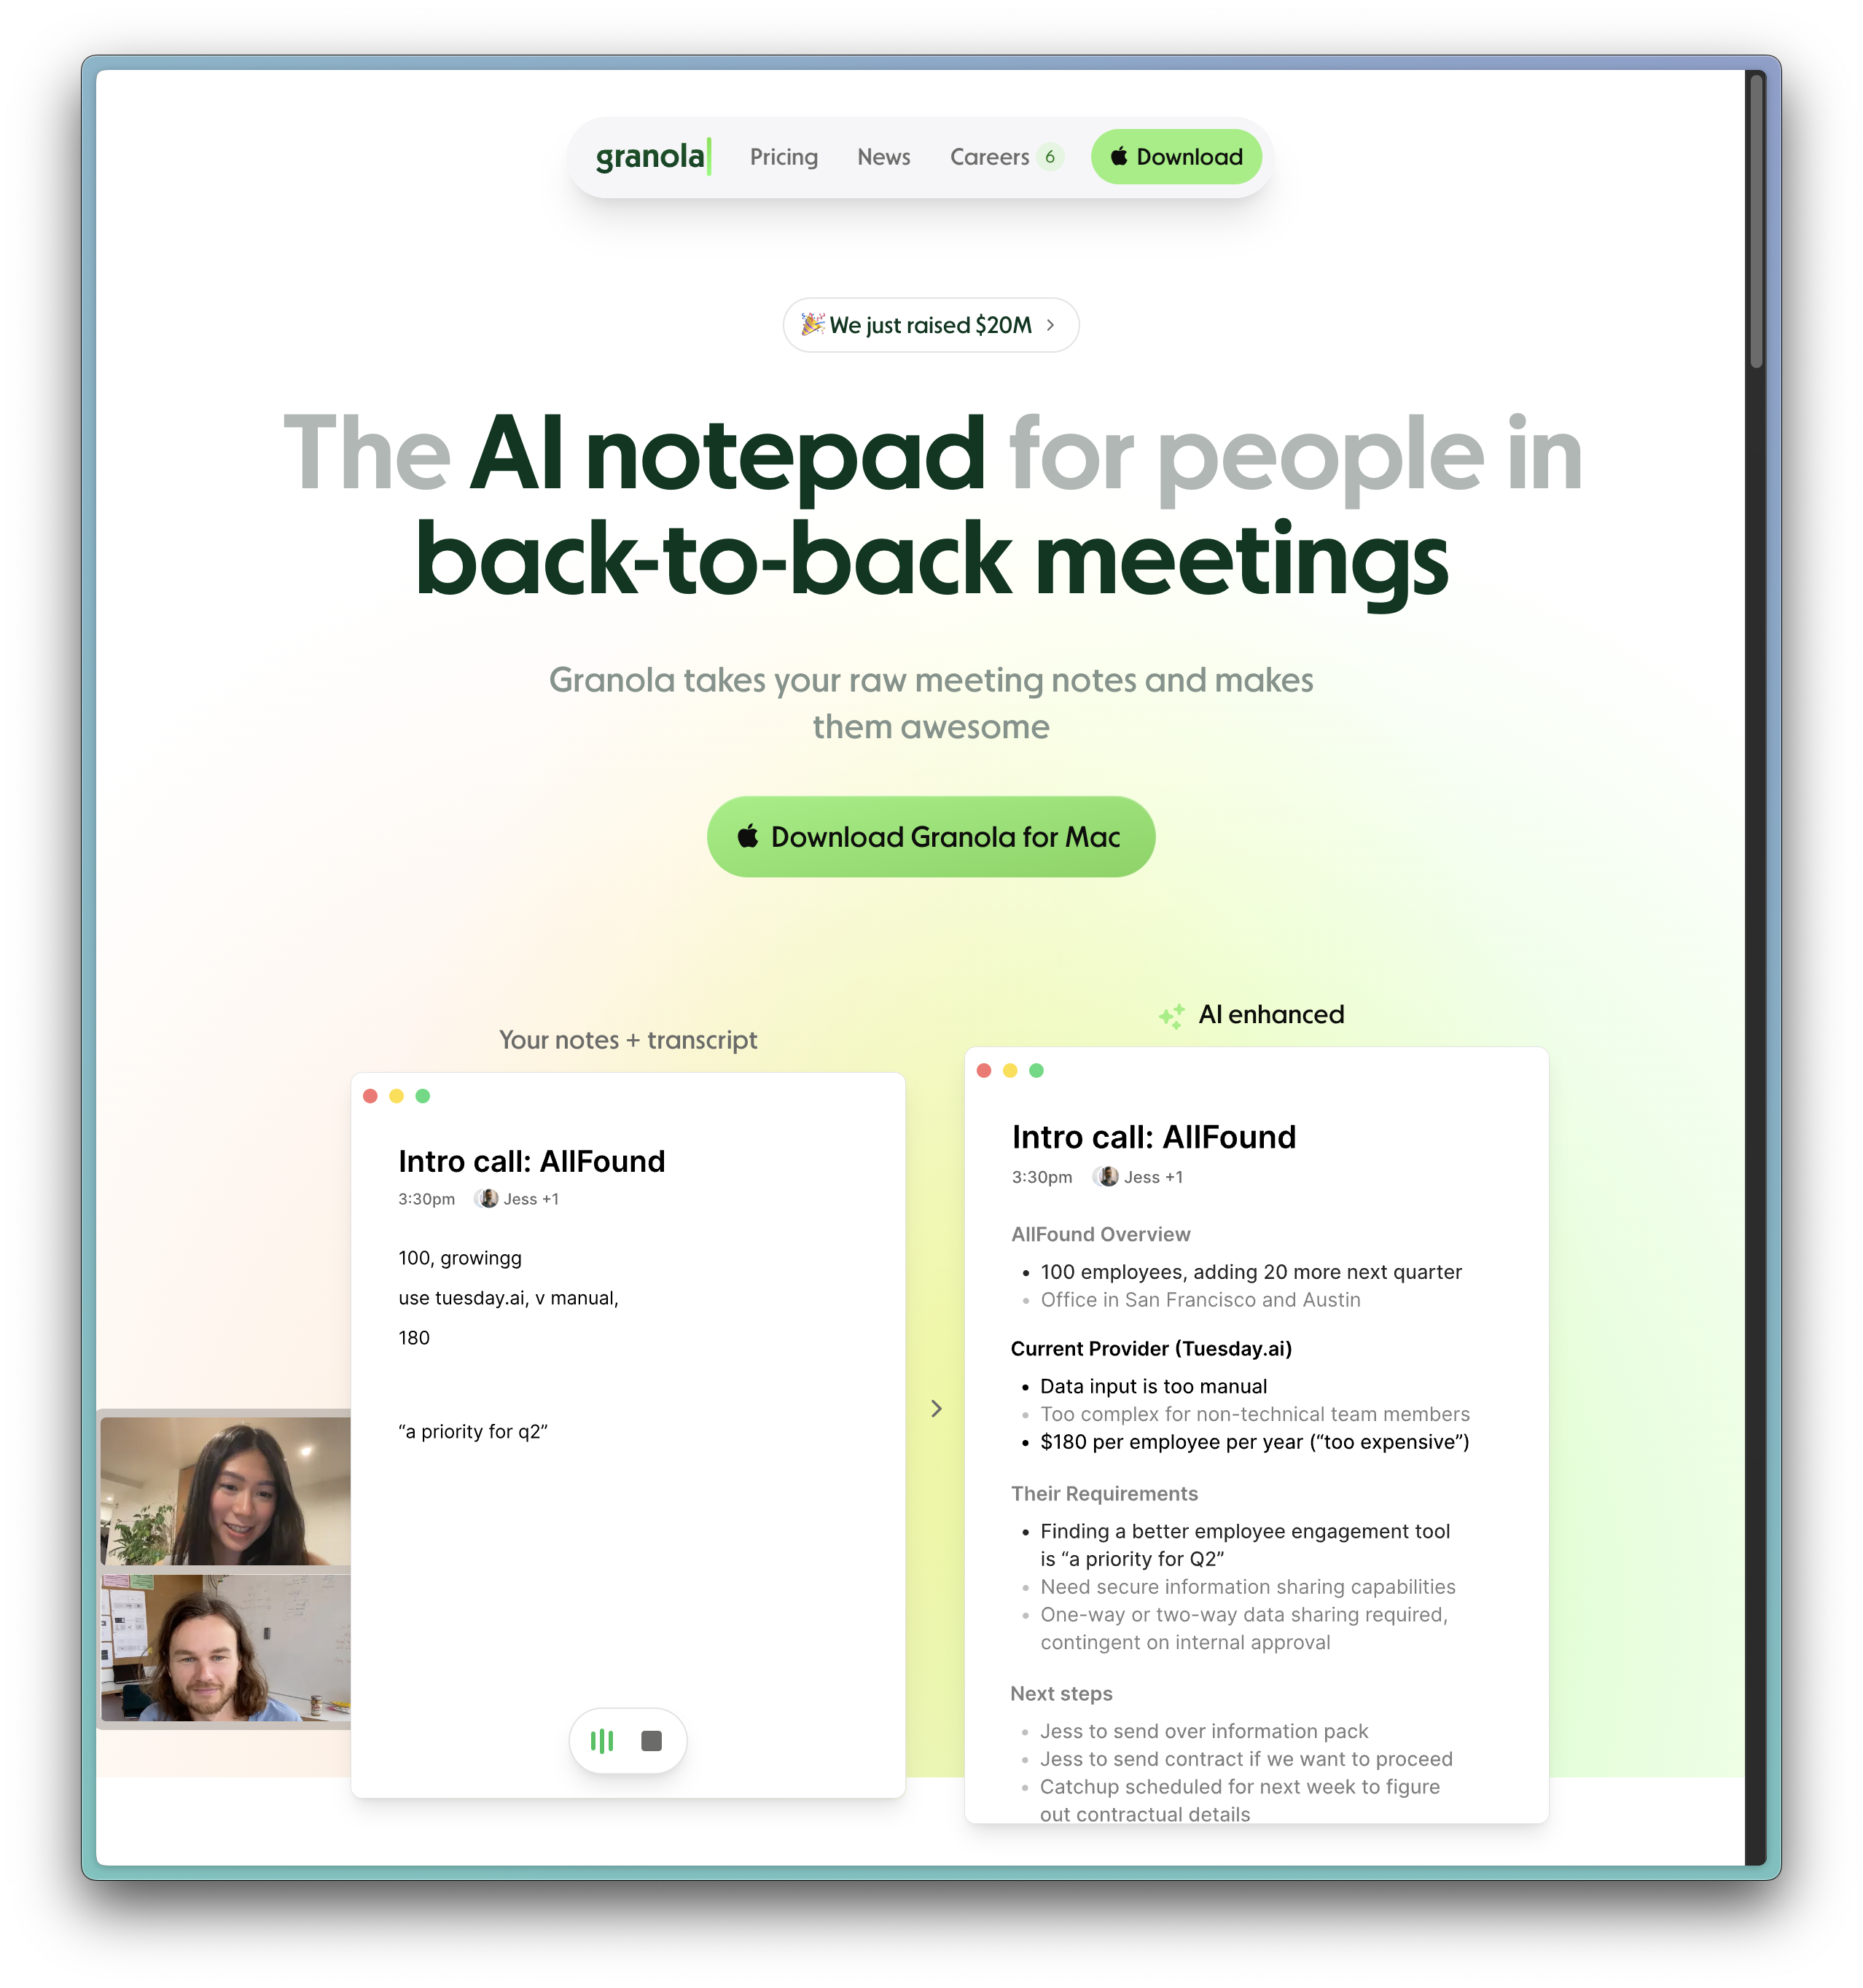 granola
Pricing
News
Careers 6
Download
🎉 We just raised $20M
The AI notepad for people in
back-to-back meetings
Granola takes your raw meeting notes and makes
them awesome
Download Granola for Mac
Your notes + transcript
Intro call: AllFound
3:30pm Jess +1
100, growingg
use tuesday.ai, v manual,
180
“a priority for q2”
AI enhanced
Intro call: AllFound
3:30pm Jess +1
AllFound Overview
• 100 employees, adding 20 more next quarter
• Office in San Francisco and Austin
Current Provider (Tuesday.ai)
• Data input is too manual
• Too complex for non-technical team members
• $180 per employee per year (“too expensive”)
Their Requirements
• Finding a better employee engagement tool
is “a priority for Q2”
• Need secure information sharing capabilities
• One-way or two-way data sharing required,
contingent on internal approval
Next steps
• Jess to send over information pack
• Jess to send contract if we want to proceed
• Catchup scheduled for next week to figure
out contractual details